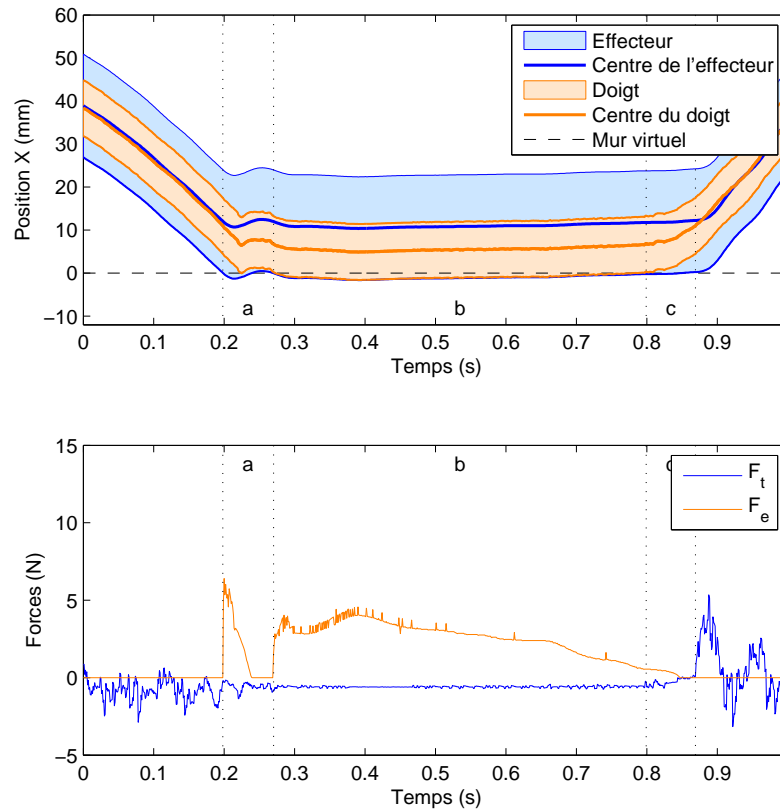 60
50
40
30
20
10
0
−10
Position X (mm)
Effecteur
Centre de l'effecteur
Doigt
Centre du doigt
Mur virtuel
a
b
c
0 0.1 0.2 0.3 0.4 0.5 0.6 0.7 0.8 0.9
Temps (s)
15
10
5
0
−5
Forces (N)
a
b
F_t
F_e
0 0.1 0.2 0.3 0.4 0.5 0.6 0.7 0.8 0.9
Temps (s)